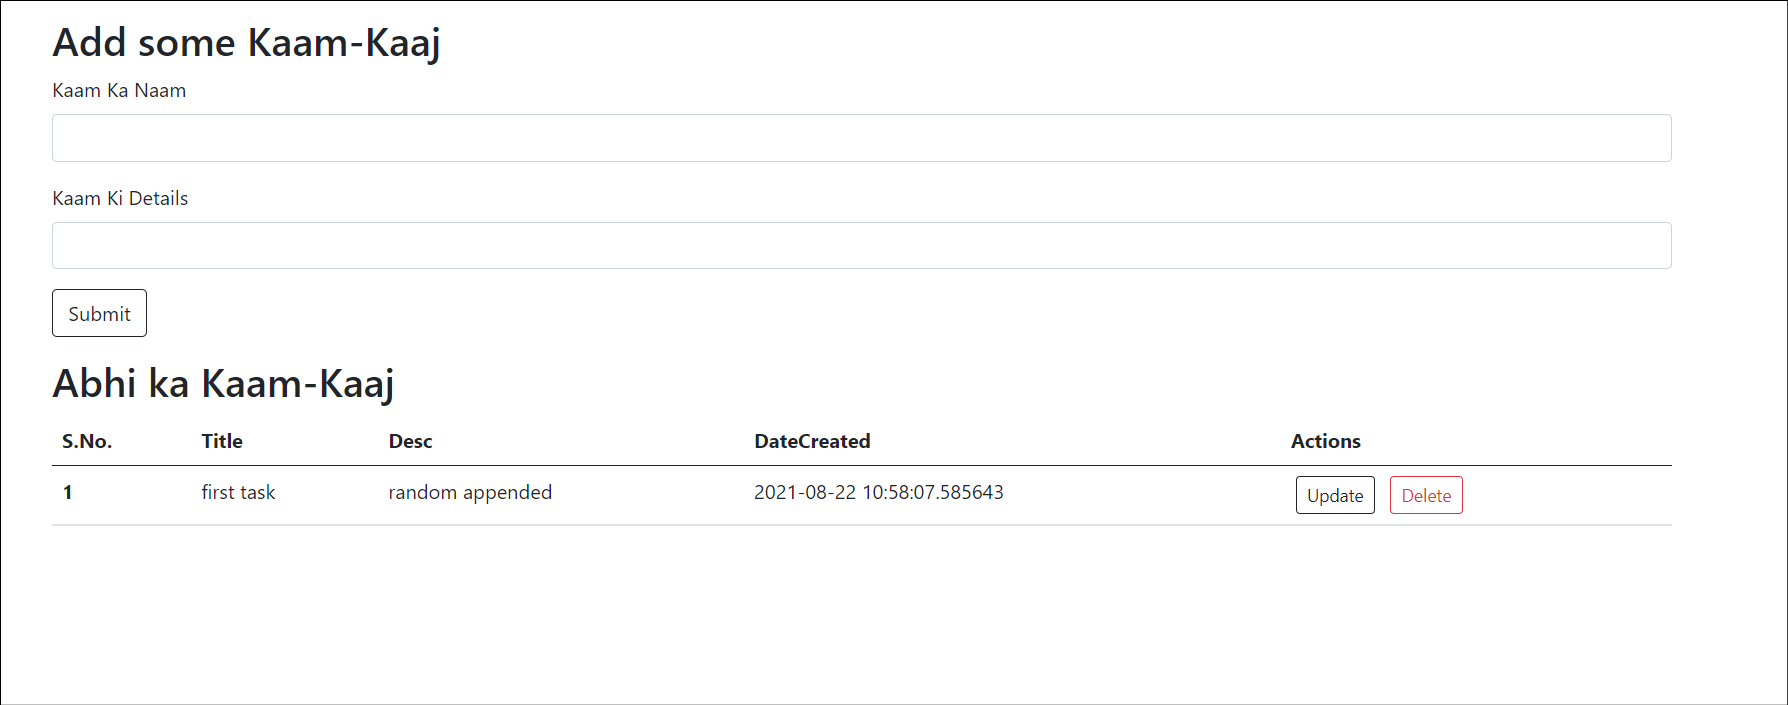 Add some Kaam-Kaaj
Kaam Ka Naam
Kaam Ki Details
Submit
Abhi ka Kaam-Kaaj
S.No. Title Desc DateCreated Actions
1 first task random appended 2021-08-22 10:58:07.585643 Update Delete